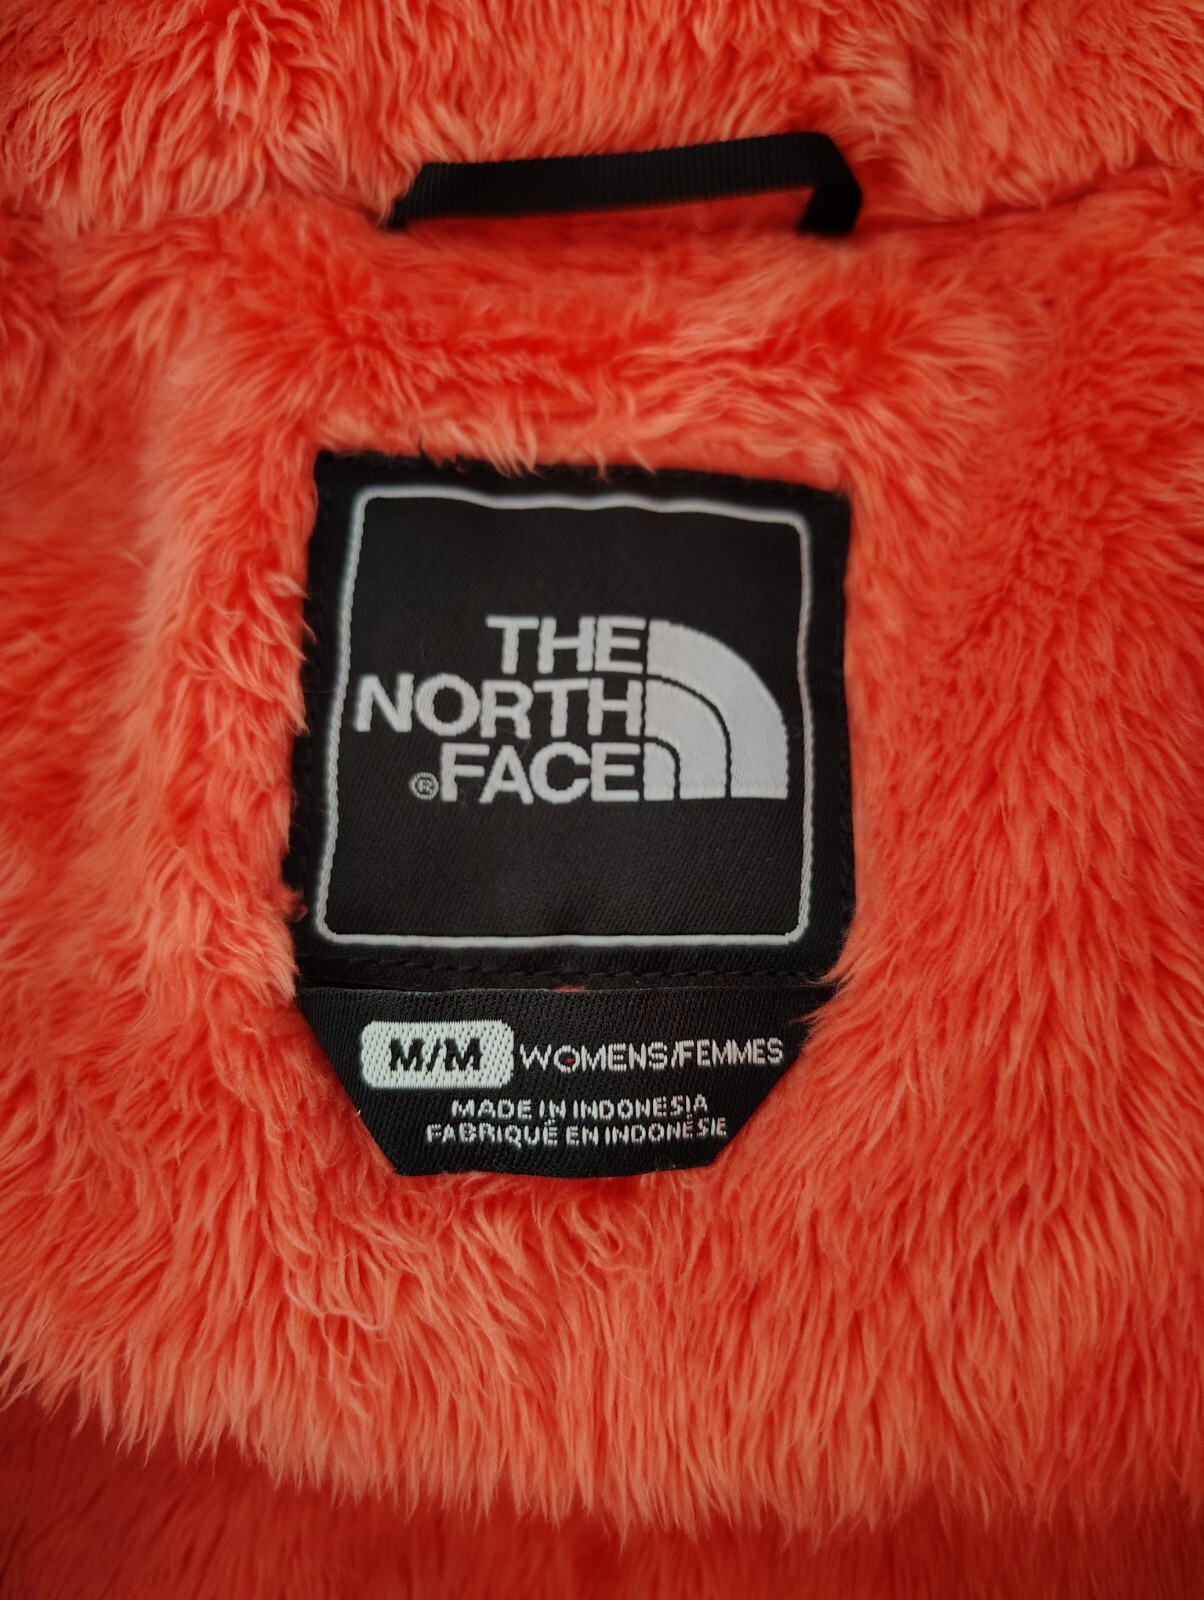 THE
NORTH
®FACE
M/M WOMENS/FEMMES
MADE IN INDONESIA
FABRIQUÉ EN INDONÉSIE